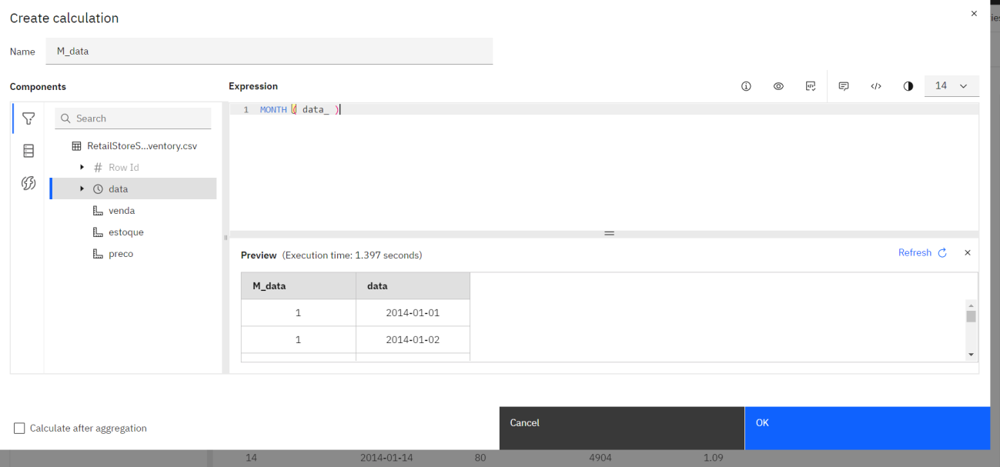 Create calculation
ies
Name M_data
Components
Expression
14
Search
RetailStoreS...ventory.csv
# Row Id
data
venda
estoque
preco
1 MONTH ( data_ )
Preview (Execution time: 1.397 seconds)
Refresh
M_data data
1 2014-01-01
1 2014-01-02
Calculate after aggregation
Cancel
OK
14 2014-01-14 80 4904 1.09